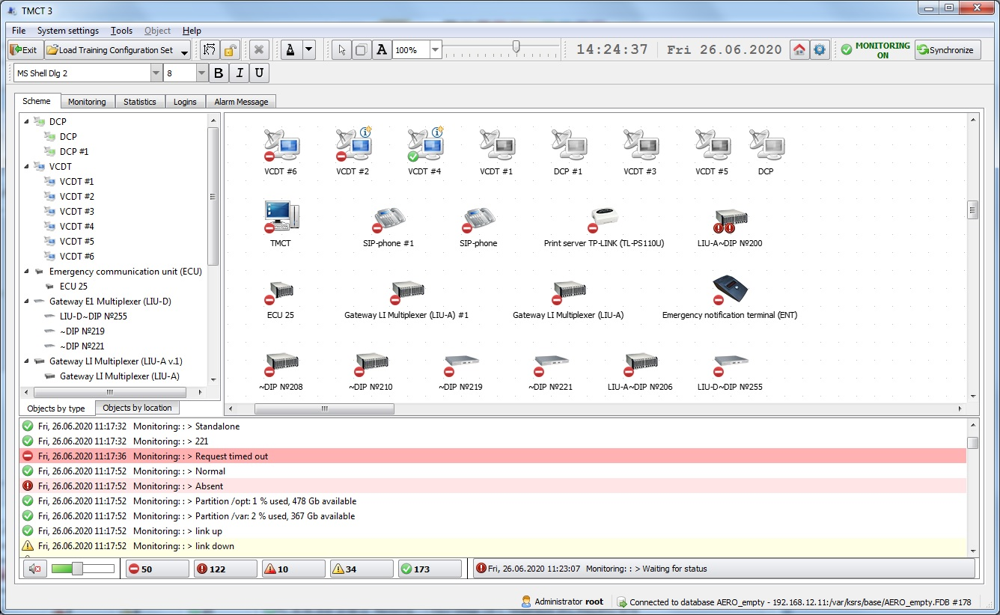 TMCT 3
File System settings Tools Object Help
Exit Load Training Configuration Set A A 100% 14:24:37 Fri 26.06.2020 MONITORING ON Synchronize
MS Shell Dlg 2 8 B I U
Scheme Monitoring Statistics Logins Alarm Message
DCP
DCP
DCP #1
VCDT
VCDT #1
VCDT #2
VCDT #3
VCDT #4
VCDT #5
VCDT #6
Emergency communication unit (ECU)
ECU 25
Gateway E1 Multiplexer (LIU-D)
LIU-D~DIP №255
~DIP №219
~DIP №221
Gateway LI Multiplexer (LIU-A v.1)
Gateway LI Multiplexer (LIU-A)
Objects by type Objects by location
VCDT #6 VCDT #2 VCDT #4 VCDT #1 DCP #1 VCDT #3 VCDT #5 DCP
TMCT SIP-phone #1 SIP-phone Print server TP-LINK (TL-PS110U) LIU-A~DIP №200
ECU 25 Gateway LI Multiplexer (LIU-A) #1 Gateway LI Multiplexer (LIU-A) Emergency notification terminal (ENT)
~DIP №208 ~DIP №210 ~DIP №219 ~DIP №221 LIU-A~DIP №206 LIU-D~DIP №255
Fri, 26.06.2020 11:17:32 Monitoring: : > Standalone
Fri, 26.06.2020 11:17:32 Monitoring: : > 221
Fri, 26.06.2020 11:17:36 Monitoring: : > Request timed out
Fri, 26.06.2020 11:17:52 Monitoring: : > Normal
Fri, 26.06.2020 11:17:52 Monitoring: : > Absent
Fri, 26.06.2020 11:17:52 Monitoring: : > Partition /opt: 1 % used, 478 Gb available
Fri, 26.06.2020 11:17:52 Monitoring: : > Partition /var: 2 % used, 367 Gb available
Fri, 26.06.2020 11:17:52 Monitoring: : > link up
Fri, 26.06.2020 11:17:52 Monitoring: : > link down
50 122 10 34 173 Fri, 26.06.2020 11:23:07 Monitoring: : > Waiting for status
Administrator root Connected to database AERO_empty - 192.168.12.11:/var/ksrs/base/AERO_empty.FDB #178